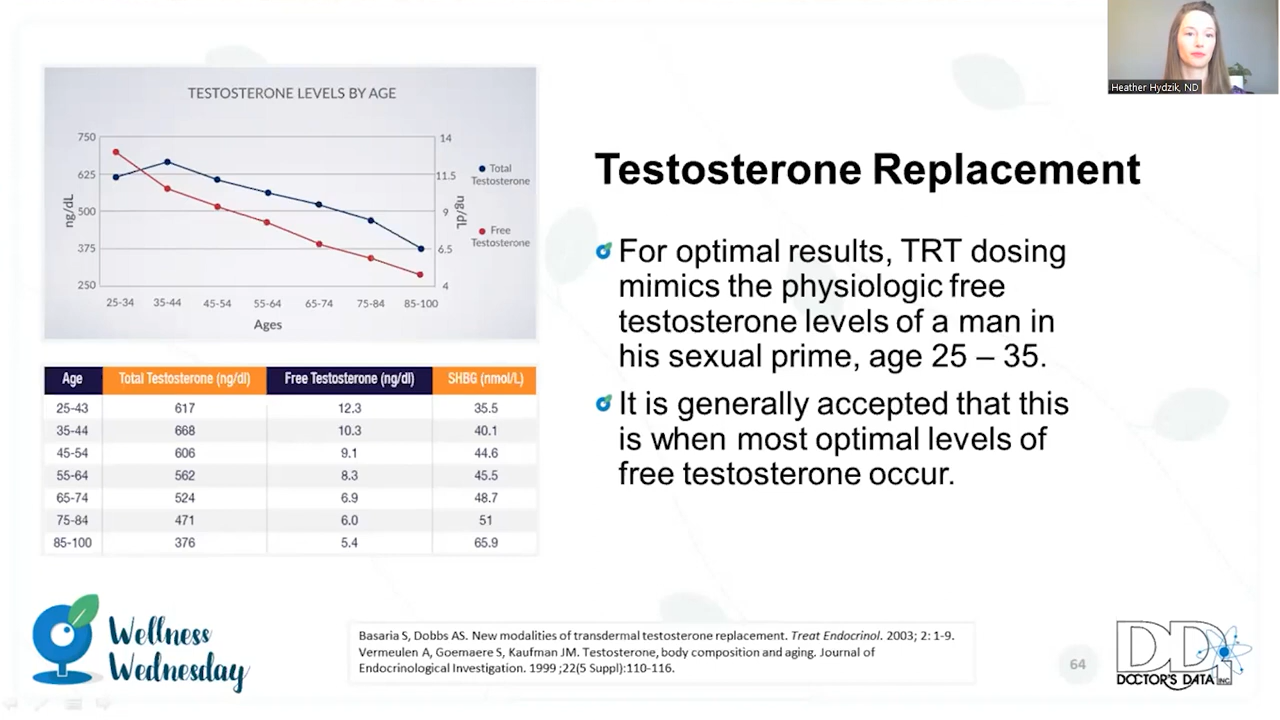 Heather Hydzik, ND
TESTOSTERONE LEVELS BY AGE
750
625
500
375
250
ng/dL
14
11.5
9
6.5
4
ng/dL
Total
Testosterone
Free
Testosterone
25-34 35-44 45-54 55-64 65-74 75-84 85-100
Ages
Age Total Testosterone (ng/dl) Free Testosterone (ng/dl) SHBG (nmol/L)
25-43 617 12.3 35.5
35-44 668 10.3 40.1
45-54 606 9.1 44.6
55-64 562 8.3 45.5
65-74 524 6.9 48.7
75-84 471 6.0 51
85-100 376 5.4 65.9
Testosterone Replacement
For optimal results, TRT dosing
mimics the physiologic free
testosterone levels of a man in
his sexual prime, age 25 – 35.
It is generally accepted that this
is when most optimal levels of
free testosterone occur.
Wellness
Wednesday
Basaria S, Dobbs AS. New modalities of transdermal testosterone replacement. Treat Endocrinol. 2003; 2: 1-9.
Vermeulen A, Goemaere S, Kaufman JM. Testosterone, body composition and aging. Journal of
Endocrinological Investigation. 1999 ;22(5 Suppl):110-116.
64
DDI
DOCTOR'S DATA INC.